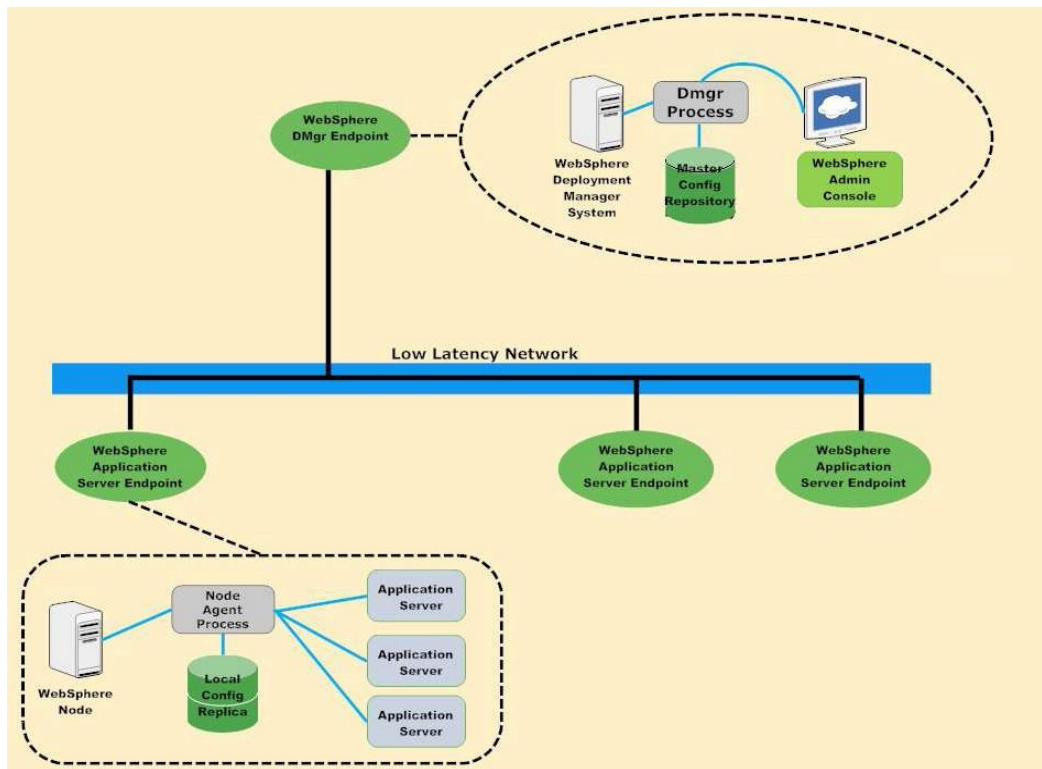 WebSphere
DMgr Endpoint
Dmgr
Process
WebSphere
Deployment
Manager
System
Master
Config
Repository
WebSphere
Admin
Console
Low Latency Network
WebSphere
Application
Server Endpoint
WebSphere
Application
Server Endpoint
WebSphere
Application
Server Endpoint
Node
Agent
Process
WebSphere
Node
Local
Config
Replica
Application
Server
Application
Server
Application
Server